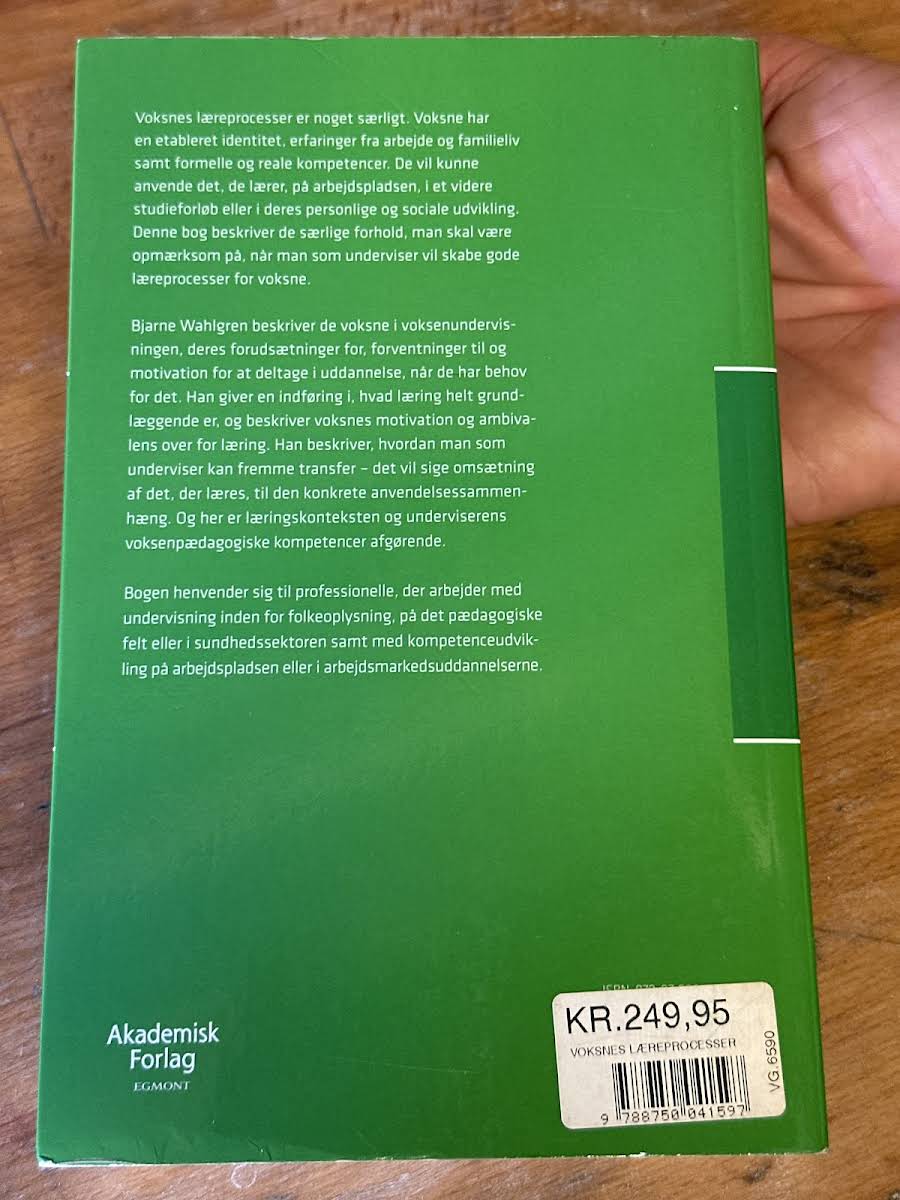 Voksnes læreprocesser er noget særligt. Voksne har
en etableret identitet, erfaringer fra arbejde og familieliv
samt formelle og reale kompetencer. De vil kunne
anvende det, de lærer, på arbejdspladsen, i et videre
studieforløb eller i deres personlige og sociale udvikling.
Denne bog beskriver de særlige forhold, man skal være
opmærksom på, når man som underviser vil skabe gode
læreprocesser for voksne.
Bjarne Wahlgren beskriver de voksne i voksenundervis-
ningen, deres forudsætninger for, forventninger til og
motivation for at deltage i uddannelse, når de har behov
for det. Han giver en indføring i, hvad læring helt grund-
læggende er, og beskriver voksnes motivation og ambiva-
lens over for læring. Han beskriver, hvordan man som
underviser kan fremme transfer – det vil sige omsætning
af det, der læres, til den konkrete anvendelsessammen-
hæng. Og her er læringskonteksten og underviserens
voksenpædagogiske kompetencer afgørende.
Bogen henvender sig til professionelle, der arbejder med
undervisning inden for folkeoplysning, på det pædagogiske
felt eller i sundhedssektoren samt med kompetenceudvik-
ling på arbejdspladsen eller i arbejdsmarkedsuddannelserne.
Akademisk
Forlag
EGMONT
KR.249,95
VOKSNES LÆREPROCESSER
9 788750 041597
VG.6590